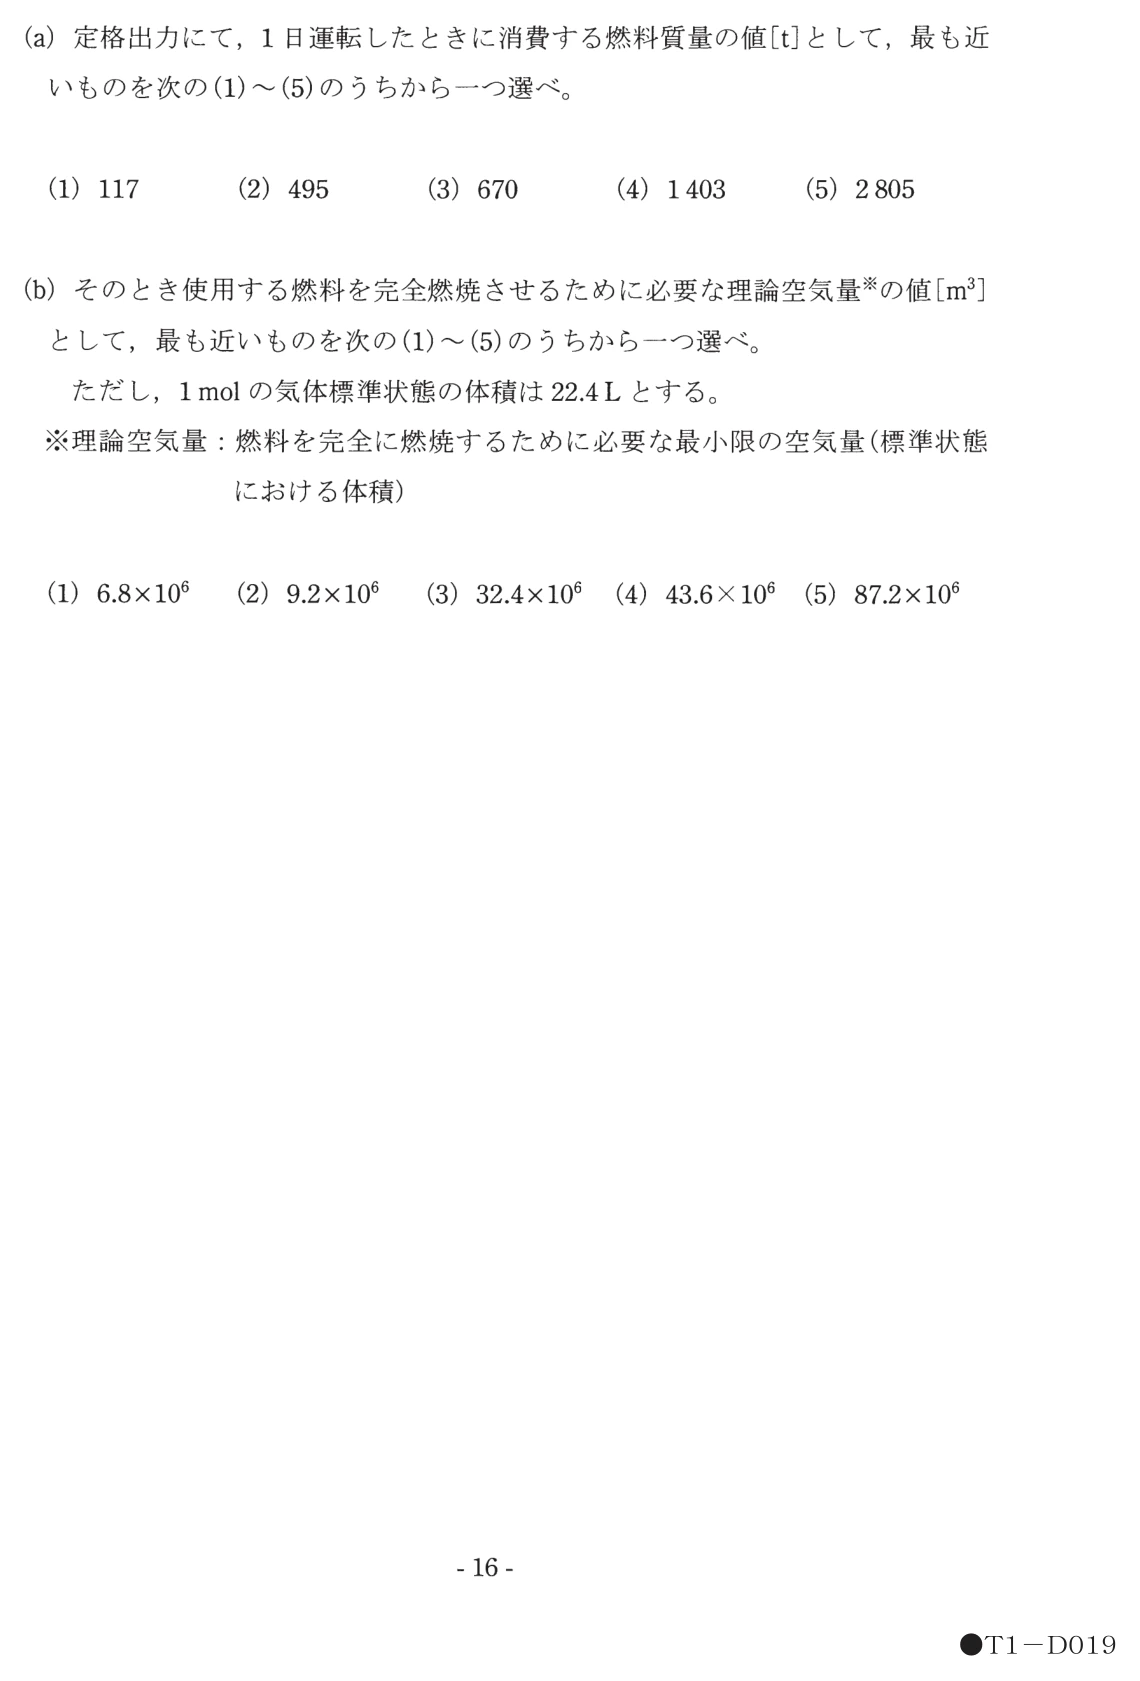 (a) 定格出力にて，1日運転したときに消費する燃料質量の値[t]として，最も近
いものを次の(1)～(5)のうちから一つ選べ。
(1) 117 (2) 495 (3) 670 (4) 1 403 (5) 2 805
(b) そのとき使用する燃料を完全燃焼させるために必要な理論空気量※の値[m³]
として，最も近いものを次の(1)～(5)のうちから一つ選べ。
ただし，1 mol の気体標準状態の体積は 22.4 L とする。
※理論空気量：燃料を完全に燃焼するために必要な最小限の空気量(標準状態
における体積)
(1) 6.8×10⁶ (2) 9.2×10⁶ (3) 32.4×10⁶ (4) 43.6×10⁶ (5) 87.2×10⁶
- 16 -
●T1－D019